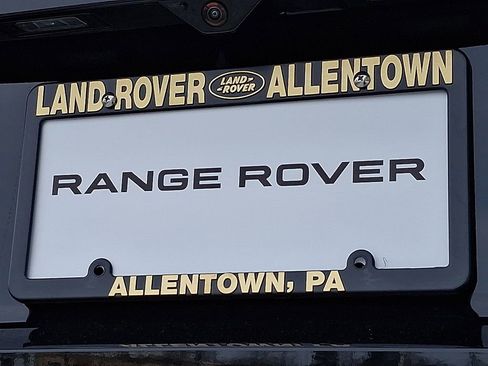 LAND ROVER LAND-ROVER ALLENTOWN
RANGE ROVER
ALLENTOWN, PA